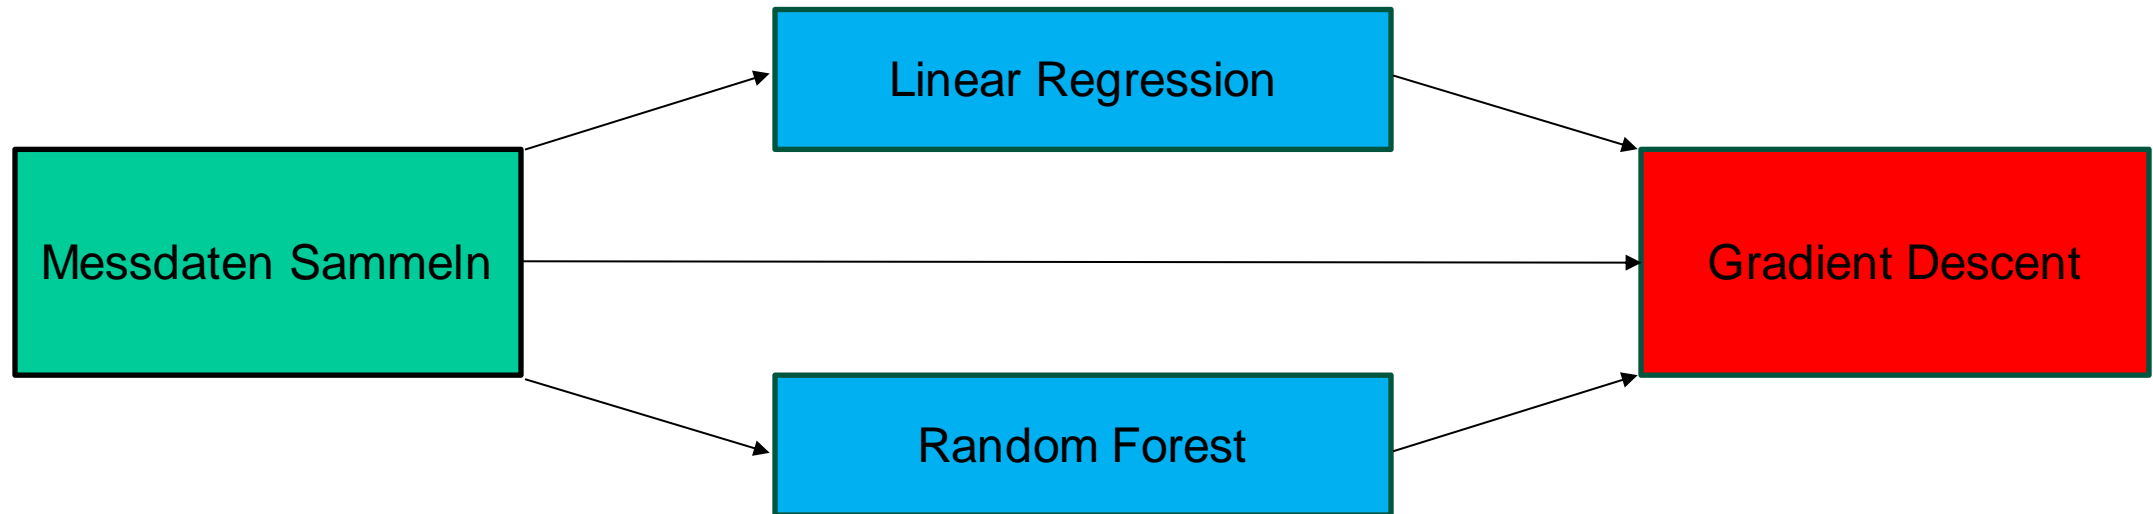 Linear Regression
Messdaten Sammeln
Gradient Descent
Random Forest